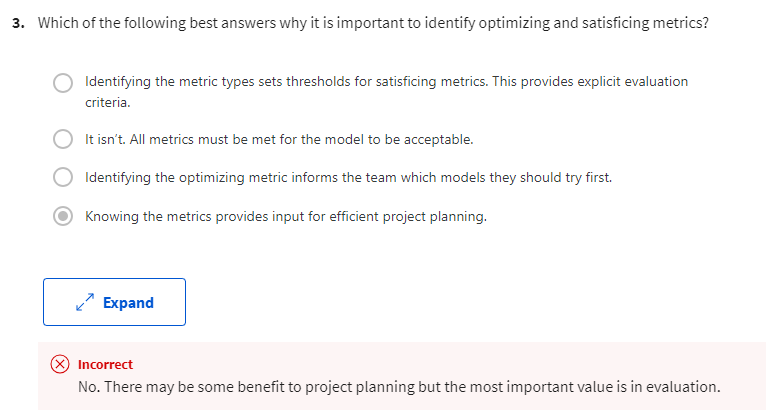 3. Which of the following best answers why it is important to identify optimizing and satisficing metrics?
Identifying the metric types sets thresholds for satisficing metrics. This provides explicit evaluation
criteria.
It isn't. All metrics must be met for the model to be acceptable.
Identifying the optimizing metric informs the team which models they should try first.
Knowing the metrics provides input for efficient project planning.
Expand
Incorrect
No. There may be some benefit to project planning but the most important value is in evaluation.